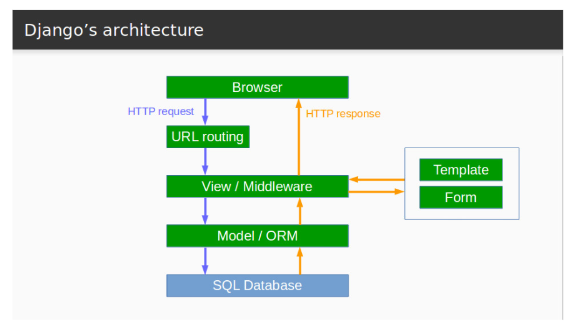 Django’s architecture
Browser
HTTP request
HTTP response
URL routing
View / Middleware
Template
Form
Model / ORM
SQL Database